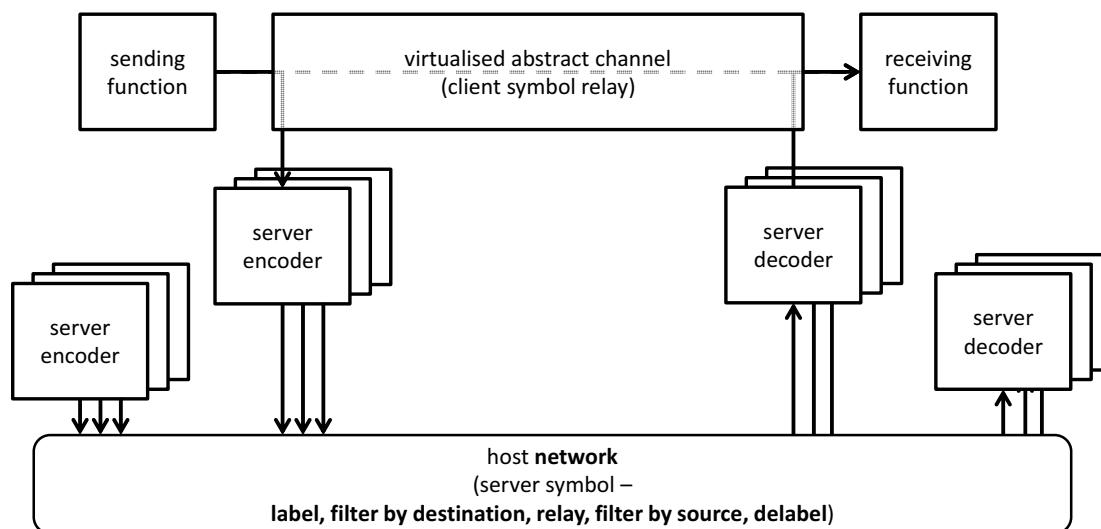 sending
function
virtualised abstract channel
(client symbol relay)
receiving
function
server
encoder
server
decoder
server
encoder
server
decoder
host network
(server symbol –
label, filter by destination, relay, filter by source, delabel)